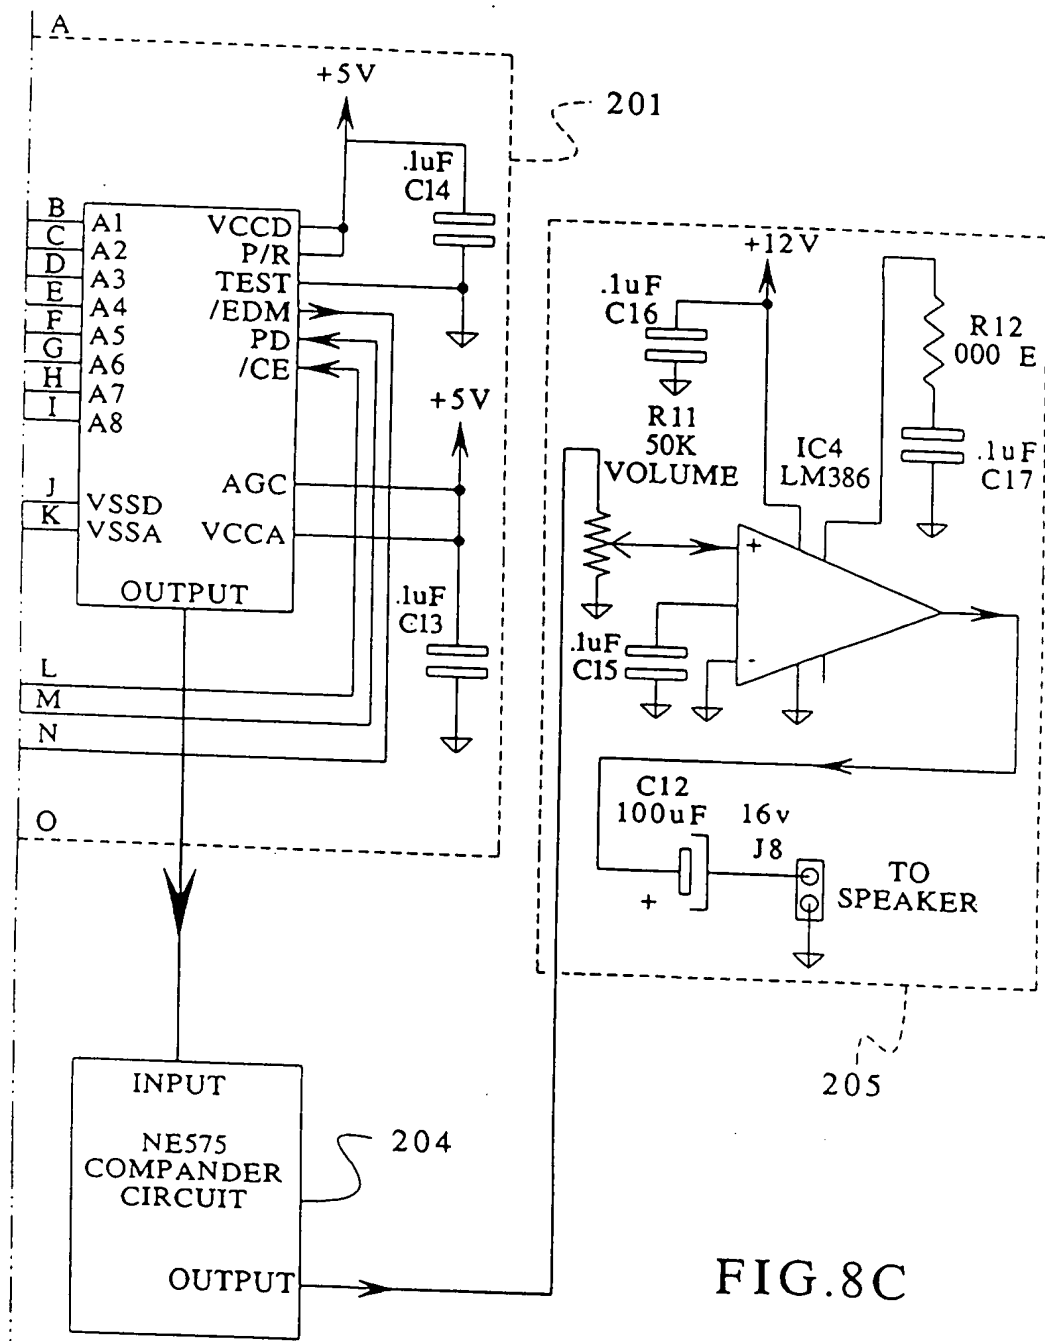 A
+5V
201
.1uF
C14
B
C
D
E
F
G
H
I
A1
A2
A3
A4
A5
A6
A7
A8
VCCD
P/R
TEST
/EDM
PD
/CE
+5V
J
K
VSSD
VSSA
AGC
VCCA
OUTPUT
.1uF
C13
L
M
N
O
+12V
.1uF
C16
R12
000 E
R11
50K
VOLUME
IC4
LM386
.1uF
C17
+
-
.1uF
C15
C12
100uF
16v
J8
+
TO
SPEAKER
205
INPUT
NE575
COMPANDER
CIRCUIT
204
OUTPUT
FIG.8C